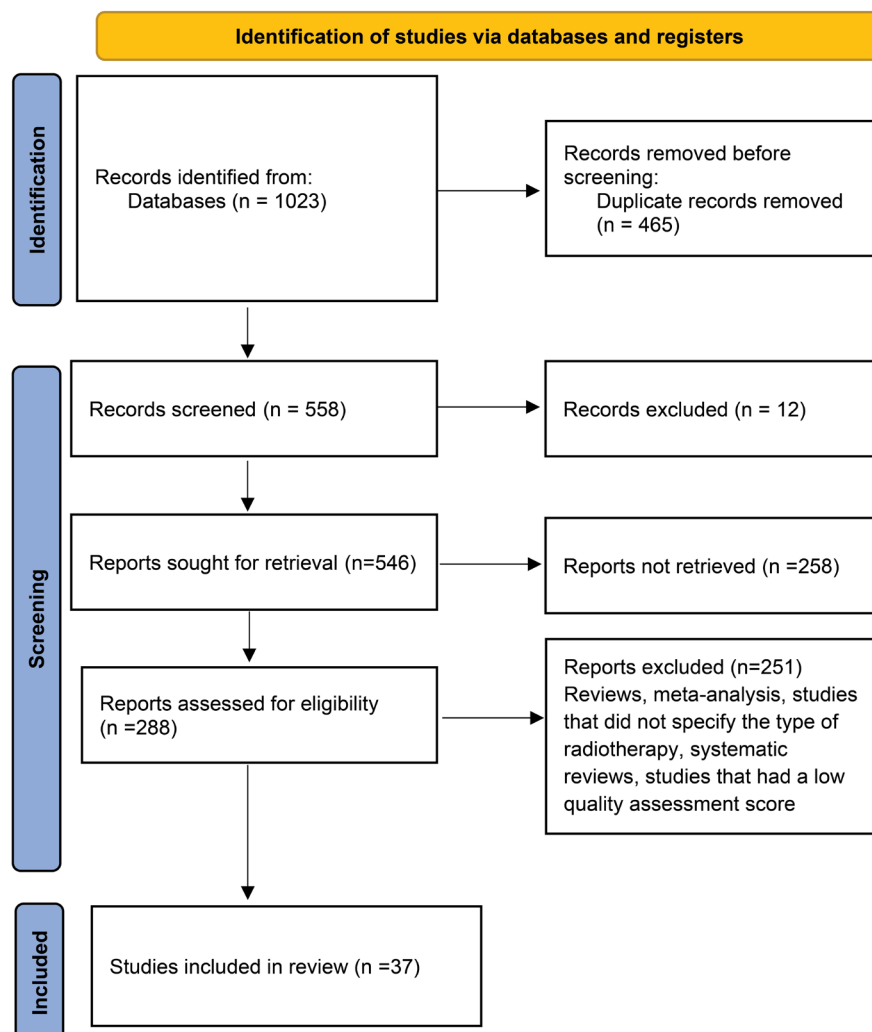 Identification of studies via databases and registers
Identification
Records identified from:
Databases (n = 1023)
Records removed before
screening:
Duplicate records removed
(n = 465)
Screening
Records screened (n = 558)
Records excluded (n = 12)
Reports sought for retrieval (n=546)
Reports not retrieved (n =258)
Reports assessed for eligibility
(n =288)
Reports excluded (n=251)
Reviews, meta-analysis, studies
that did not specify the type of
radiotherapy, systematic
reviews, studies that had a low
quality assessment score
Included
Studies included in review (n =37)